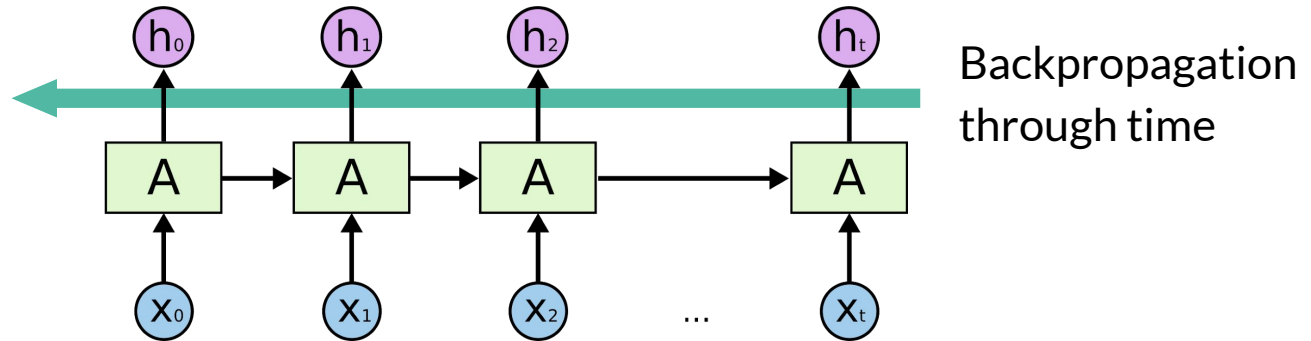 h0 h1 h2 ht
Backpropagation
through time
A A A A
x0 x1 x2 ... xt